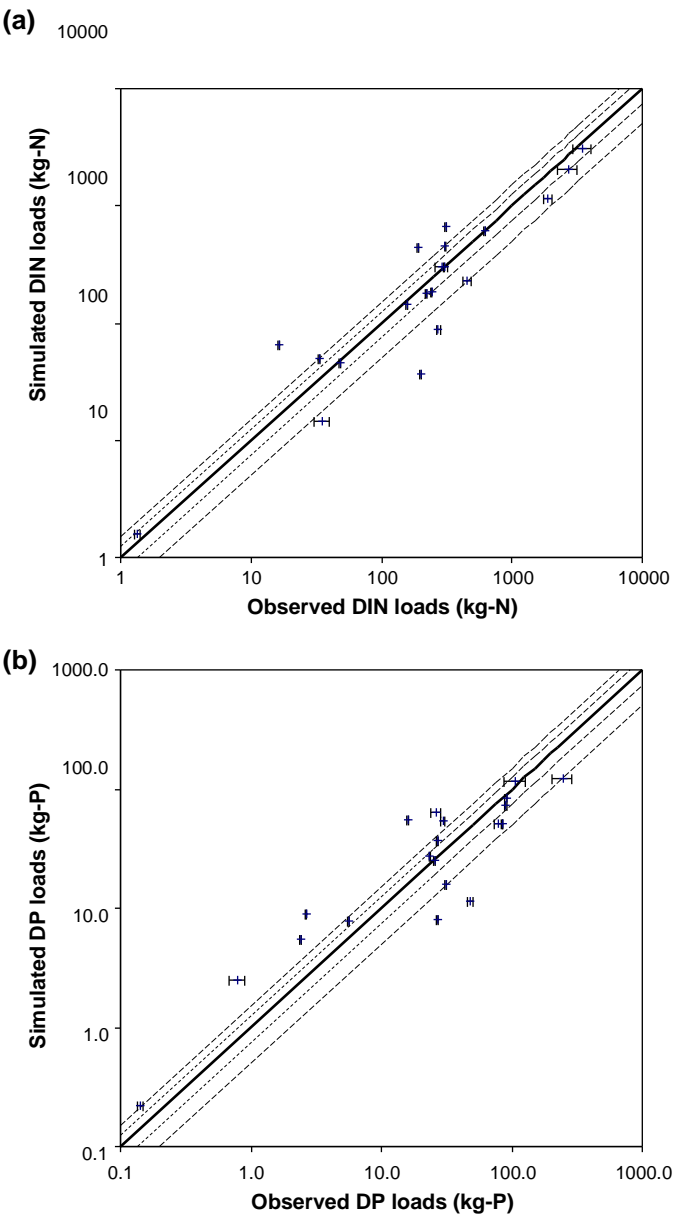 (a)
10000
1000
100
10
1
Simulated DIN loads (kg-N)
1 10 100 1000 10000
Observed DIN loads (kg-N)
(b)
1000.0
100.0
10.0
1.0
0.1
Simulated DP loads (kg-P)
0.1 1.0 10.0 100.0 1000.0
Observed DP loads (kg-P)